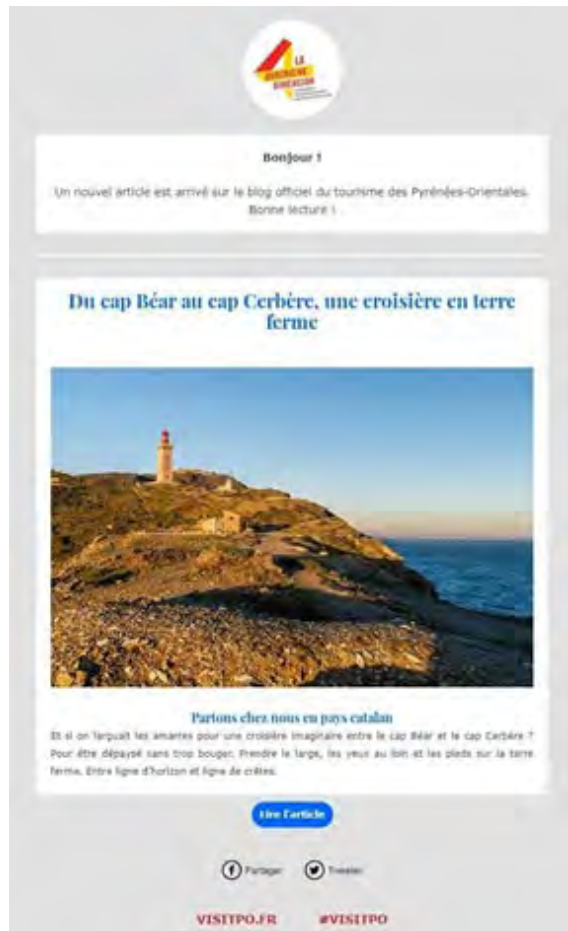 LA
Bonjour !
Un nouvel article est arrivé sur le blog officiel du tourisme des Pyrénées-Orientales.
Bonne lecture !
Du cap Béar au cap Cerbère, une croisière en terre
ferme
Partons chez nous en pays catalan
Et si on larguait les amarres pour une croisière imaginaire entre le cap Béar et le cap Cerbère ?
Pour être dépaysé sans trop bouger. Prendre le large, les yeux au loin et les pieds sur la terre
ferme. Entre ligne d'horizon et ligne de crêtes.
Lire l'article
Partager
Tweeter
VISITPO.FR #VISITPO